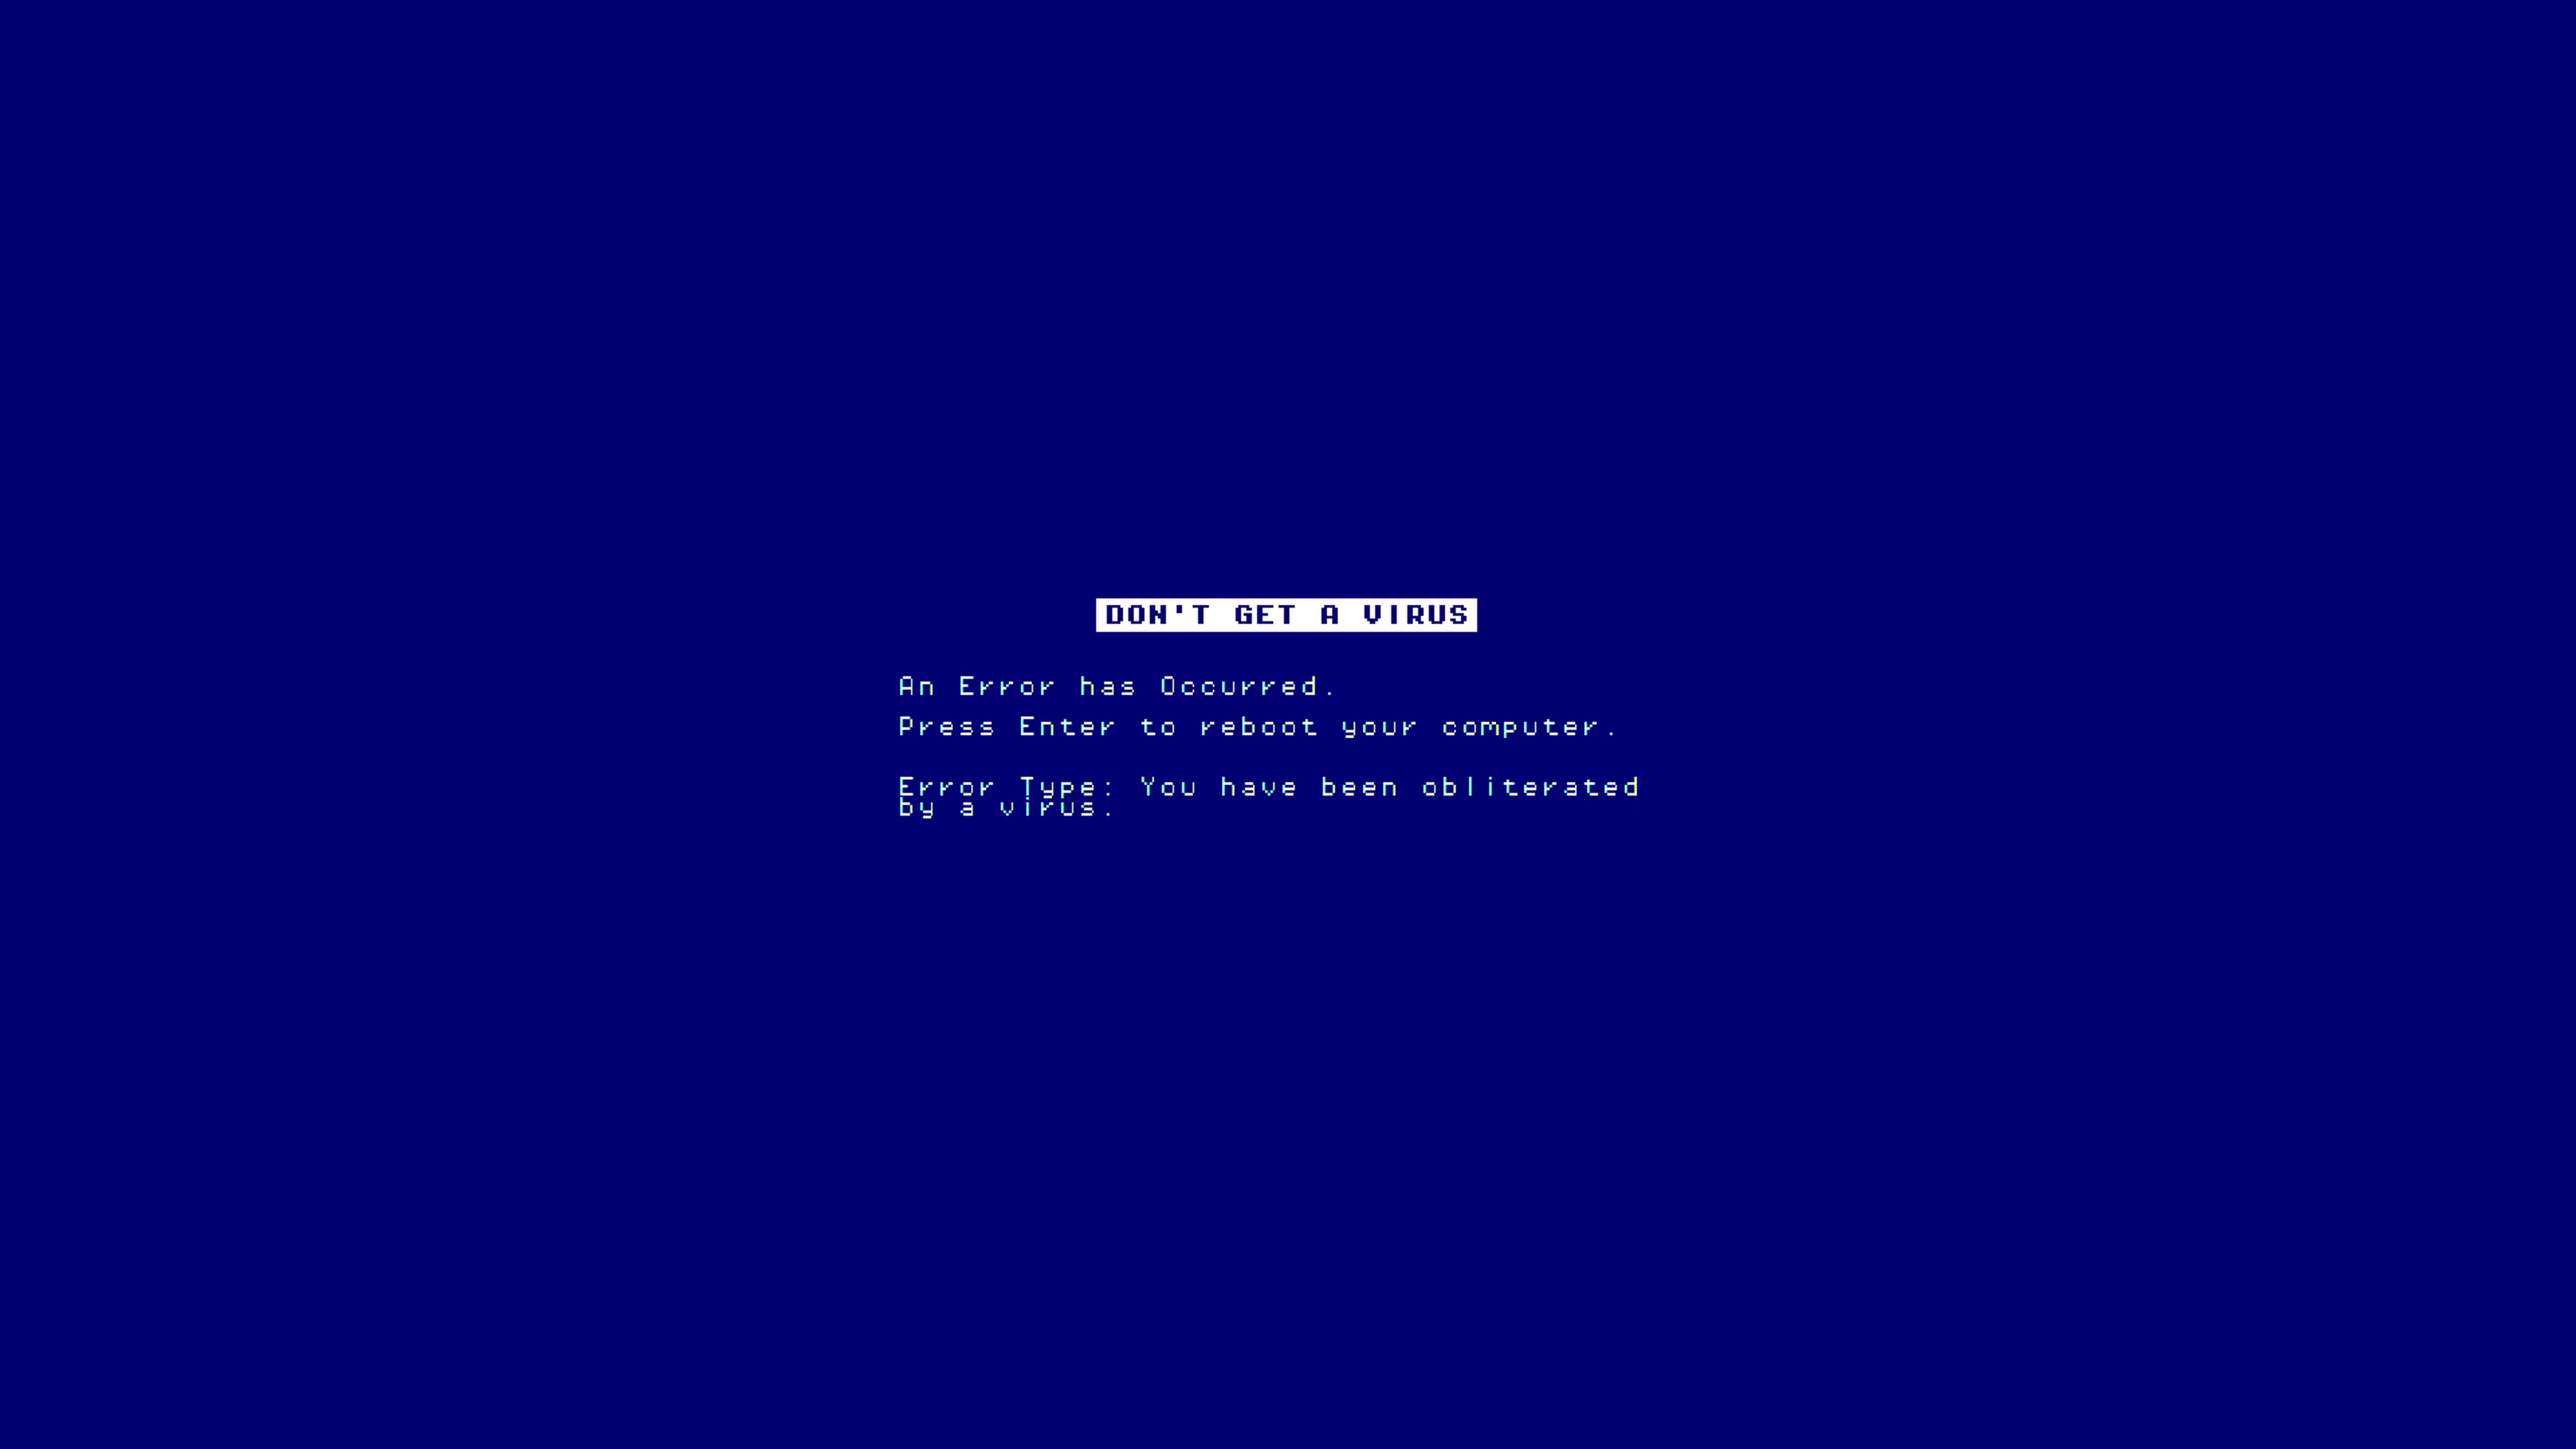 DON'T GET A VIRUS
An Error has Occurred.
Press Enter to reboot your computer.
Error Type: You have been obliterated
by a virus.